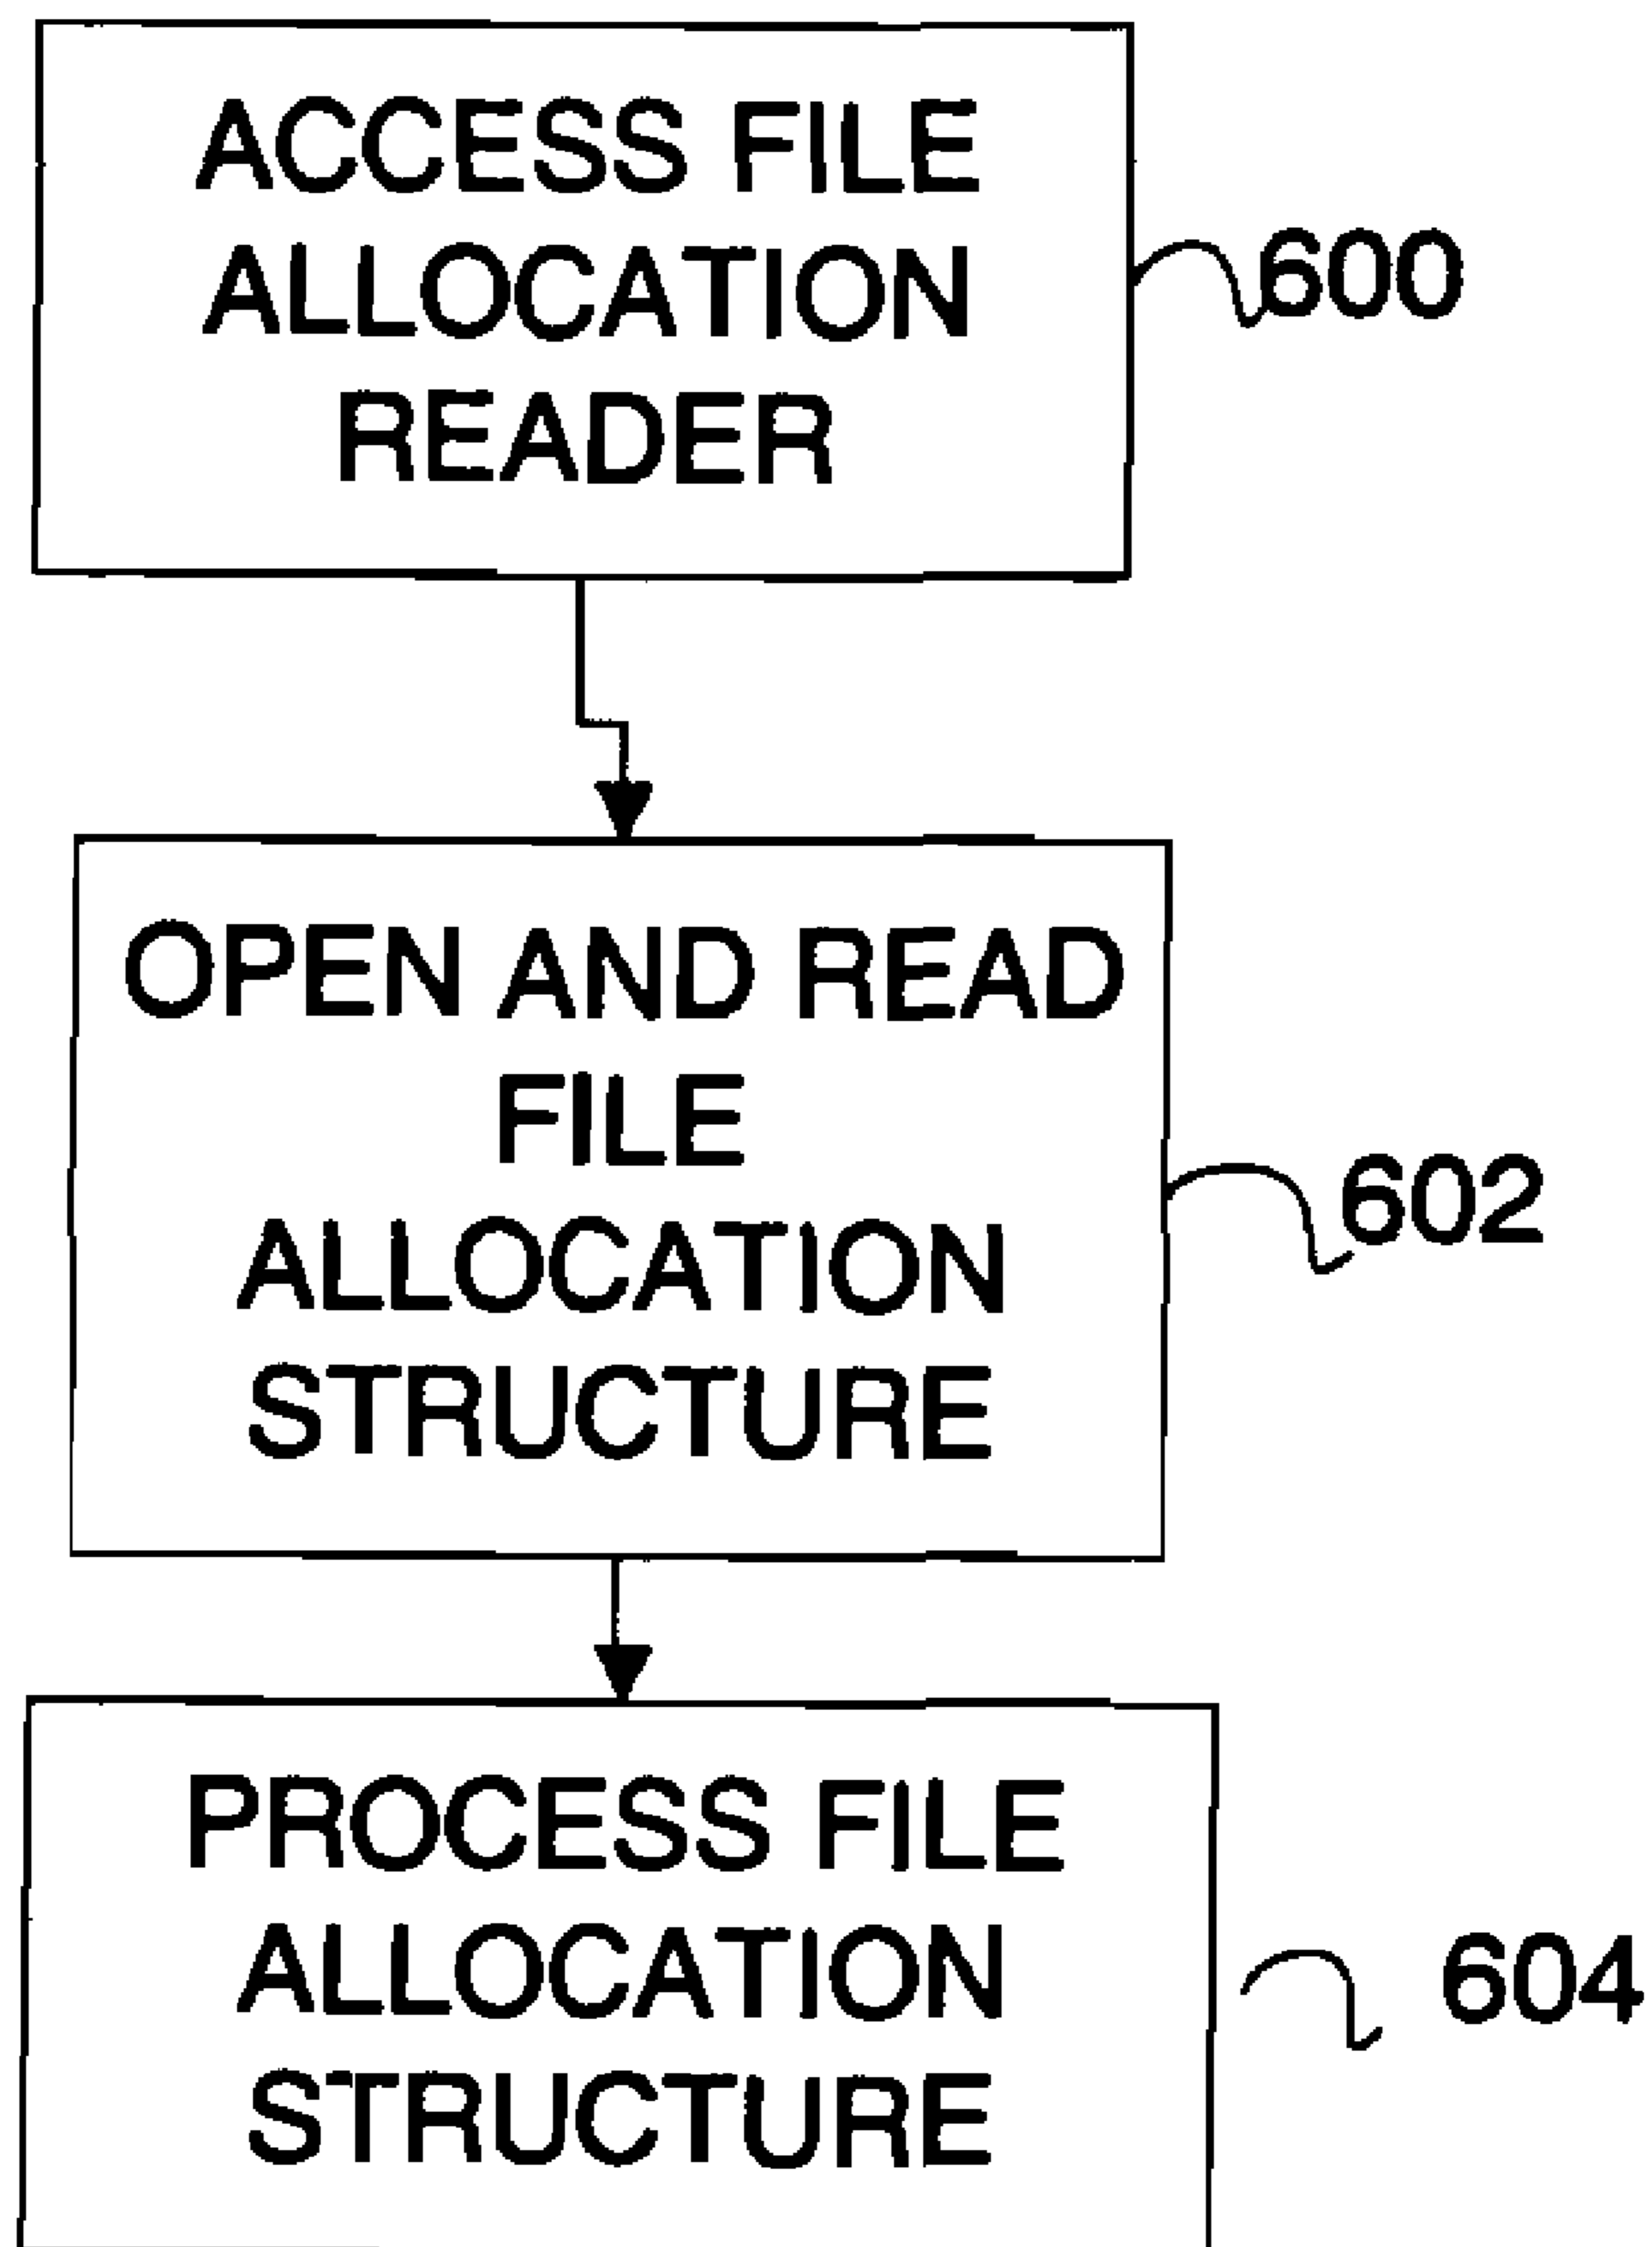 ACCESS FILE
ALLOCATION
READER
600
OPEN AND READ
FILE
ALLOCATION
STRUCTURE
602
PROCESS FILE
ALLOCATION
STRUCTURE
604